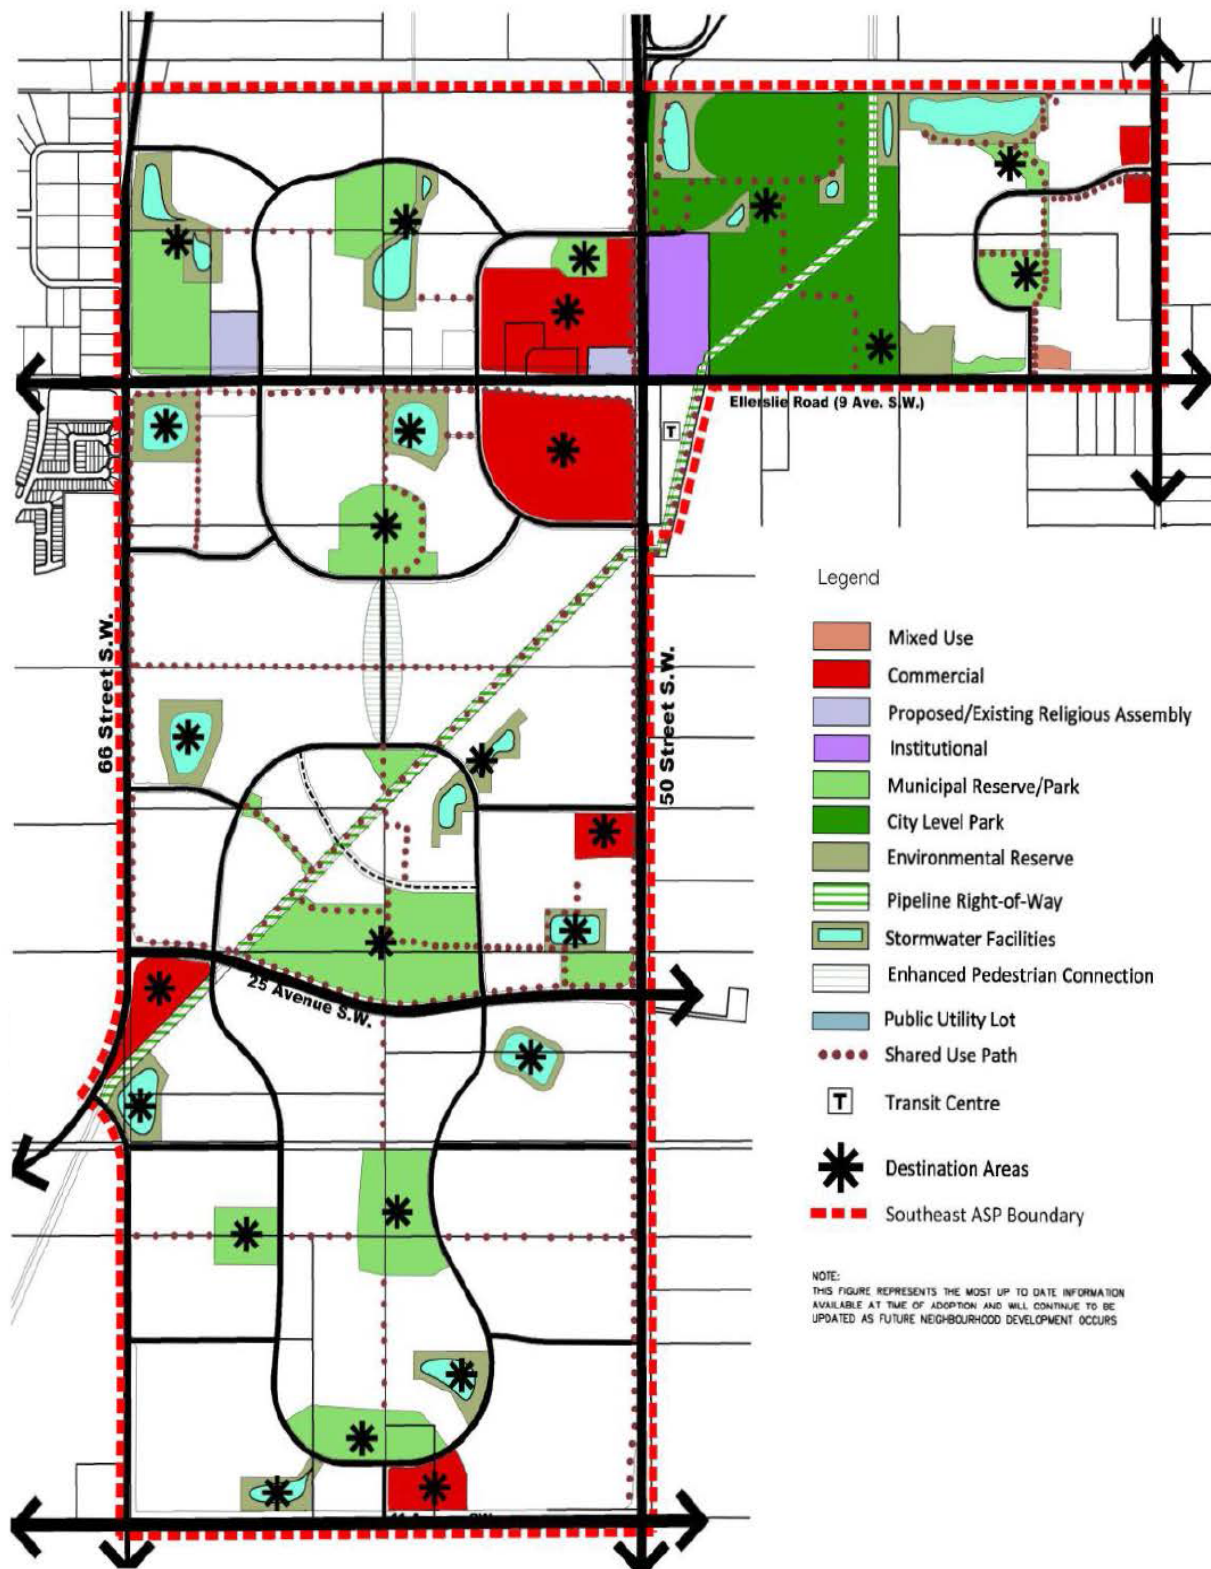 Ellerslie Road (9 Ave. S.W.)
T
66 Street S.W.
50 Street S.W.
25 Avenue S.W.
SW
Legend
Mixed Use
Commercial
Proposed/Existing Religious Assembly
Institutional
Municipal Reserve/Park
City Level Park
Environmental Reserve
Pipeline Right-of-Way
Stormwater Facilities
Enhanced Pedestrian Connection
Public Utility Lot
Shared Use Path
T
Transit Centre
Destination Areas
Southeast ASP Boundary
NOTE:
THIS FIGURE REPRESENTS THE MOST UP TO DATE INFORMATION
AVAILABLE AT TIME OF ADOPTION AND WILL CONTINUE TO BE
UPDATED AS FUTURE NEIGHBOURHOOD DEVELOPMENT OCCURS